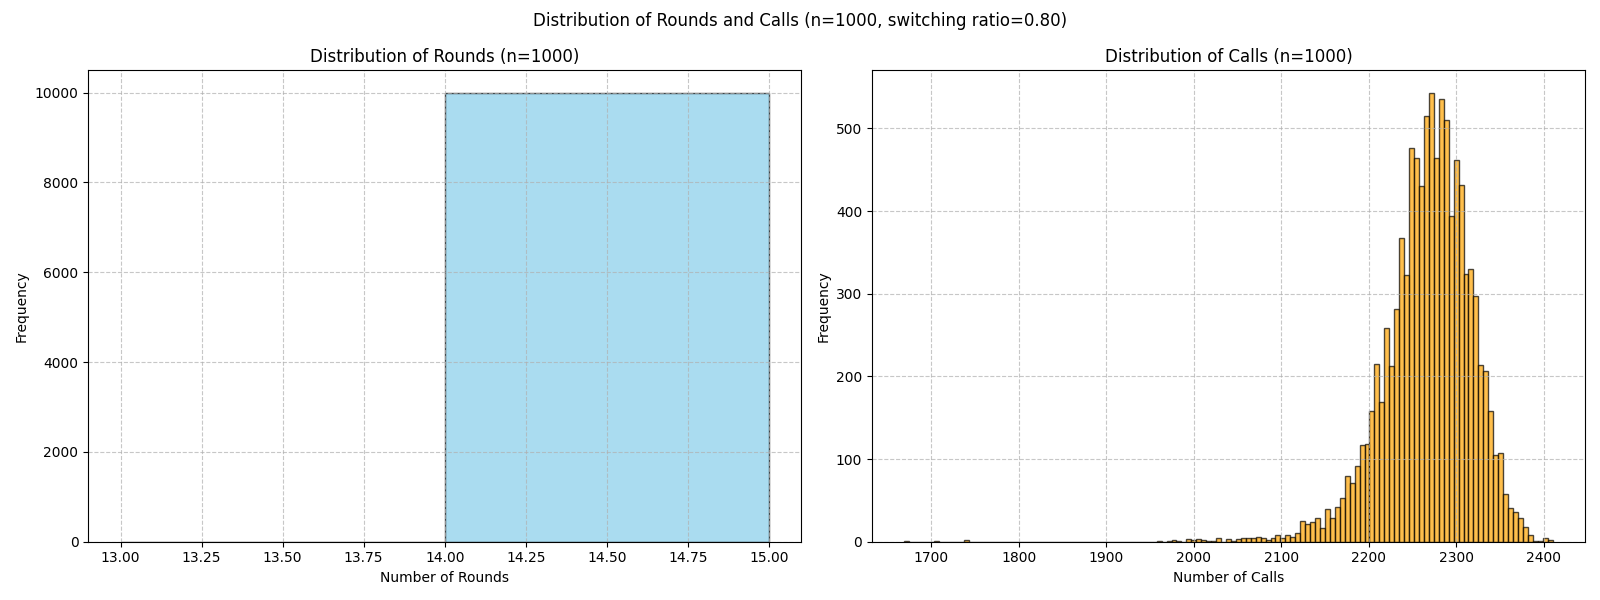 Distribution of Rounds and Calls (n=1000, switching ratio=0.80)
Distribution of Rounds (n=1000)
10000
8000
6000
4000
2000
0
Frequency
13.00 13.25 13.50 13.75 14.00 14.25 14.50 14.75 15.00
Number of Rounds
Distribution of Calls (n=1000)
500
400
300
200
100
0
Frequency
1700 1800 1900 2000 2100 2200 2300 2400
Number of Calls